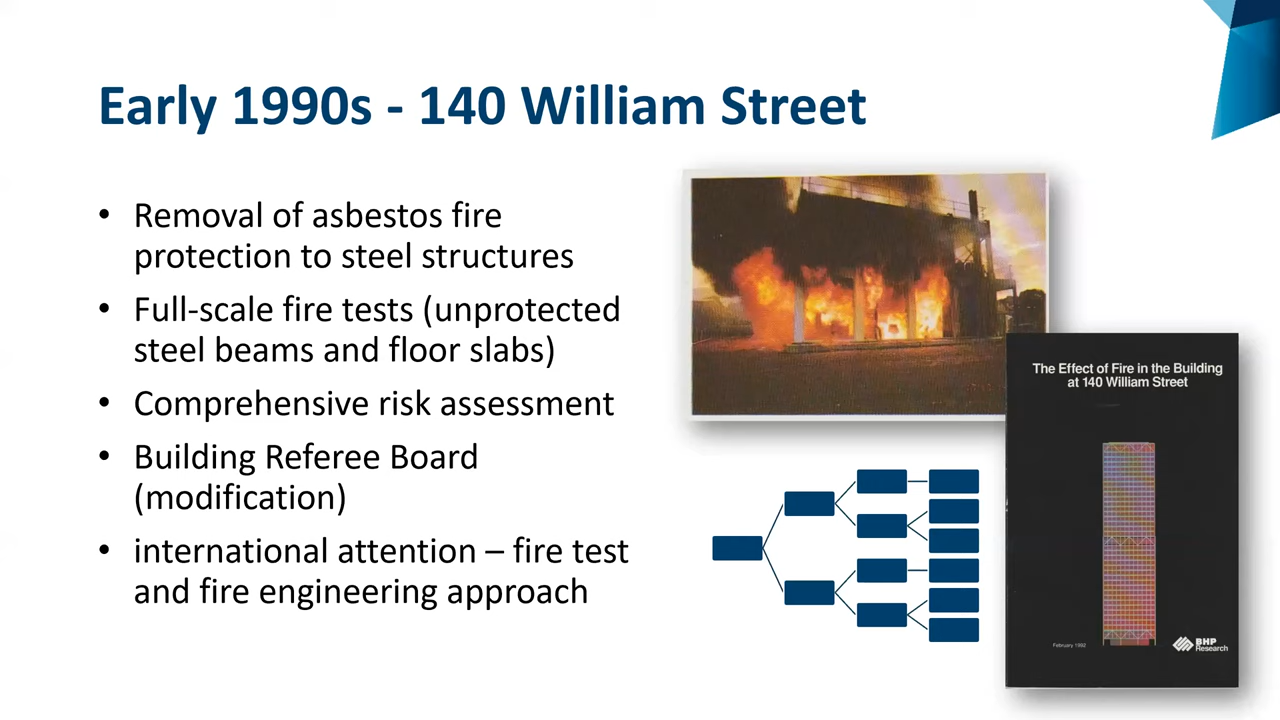 Early 1990s - 140 William Street
• Removal of asbestos fire
protection to steel structures
• Full-scale fire tests (unprotected
steel beams and floor slabs)
• Comprehensive risk assessment
• Building Referee Board
(modification)
• international attention – fire test
and fire engineering approach
The Effect of Fire in the Building
at 140 William Street
February 1992
BHP
Research